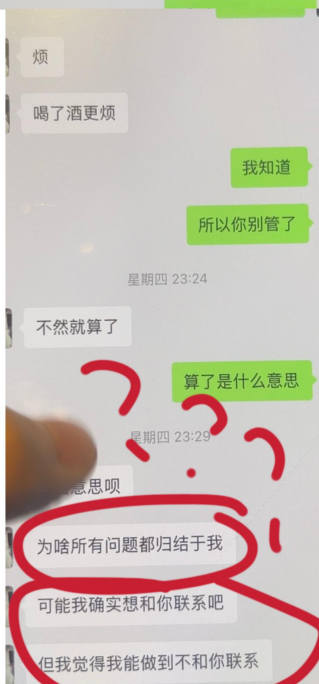 烦
喝了酒更烦
我知道
所以你别管了
星期四 23:24
不然就算了
算了是什么意思
星期四 23:29
意思呗
为啥所有问题都归结于我
可能我确实想和你联系吧
但我觉得我能做到不和你联系